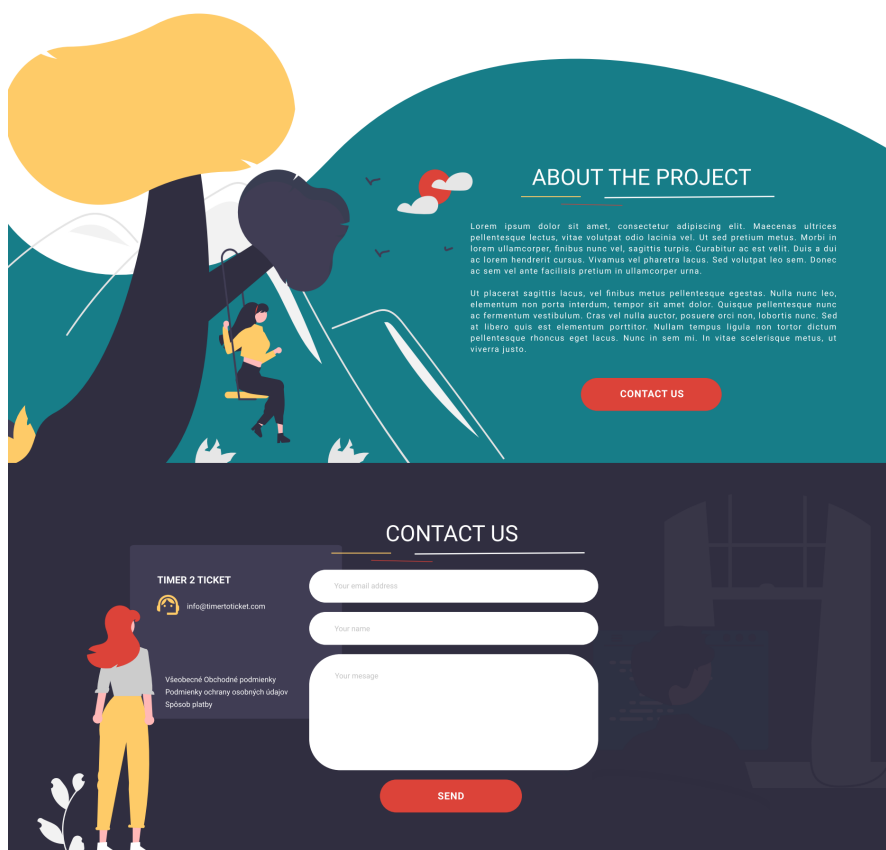 ABOUT THE PROJECT
Lorem ipsum dolor sit amet, consectetur adipiscing elit. Maecenas ultrices
pellentesque lectus, vitae volutpat odio lacinia vel. Ut sed pretium metus. Morbi in
lorem ullamcorper, finibus nunc vel, sagittis turpis. Curabitur ac est velit. Duis a dui
ac lorem hendrerit cursus. Vivamus vel pharetra lacus. Sed volutpat leo sem. Donec
ac sem vel ante facilisis pretium in ullamcorper urna.
Ut placerat sagittis lacus, vel finibus metus pellentesque egestas. Nulla nunc leo,
elementum non porta interdum, tempor sit amet dolor. Quisque pellentesque nunc
ac fermentum vestibulum. Cras vel nulla auctor, posuere orci non, lobortis nunc. Sed
at libero quis est elementum porttitor. Nullam tempus ligula non tortor dictum
pellentesque rhoncus eget lacus. Nunc in sem mi. In vitae scelerisque metus, ut
viverra justo.
CONTACT US
CONTACT US
TIMER 2 TICKET
info@timertoticket.com
Všeobecné Obchodné podmienky
Podmienky ochrany osobných údajov
Spôsob platby
Your email address
Your name
Your mesage
SEND